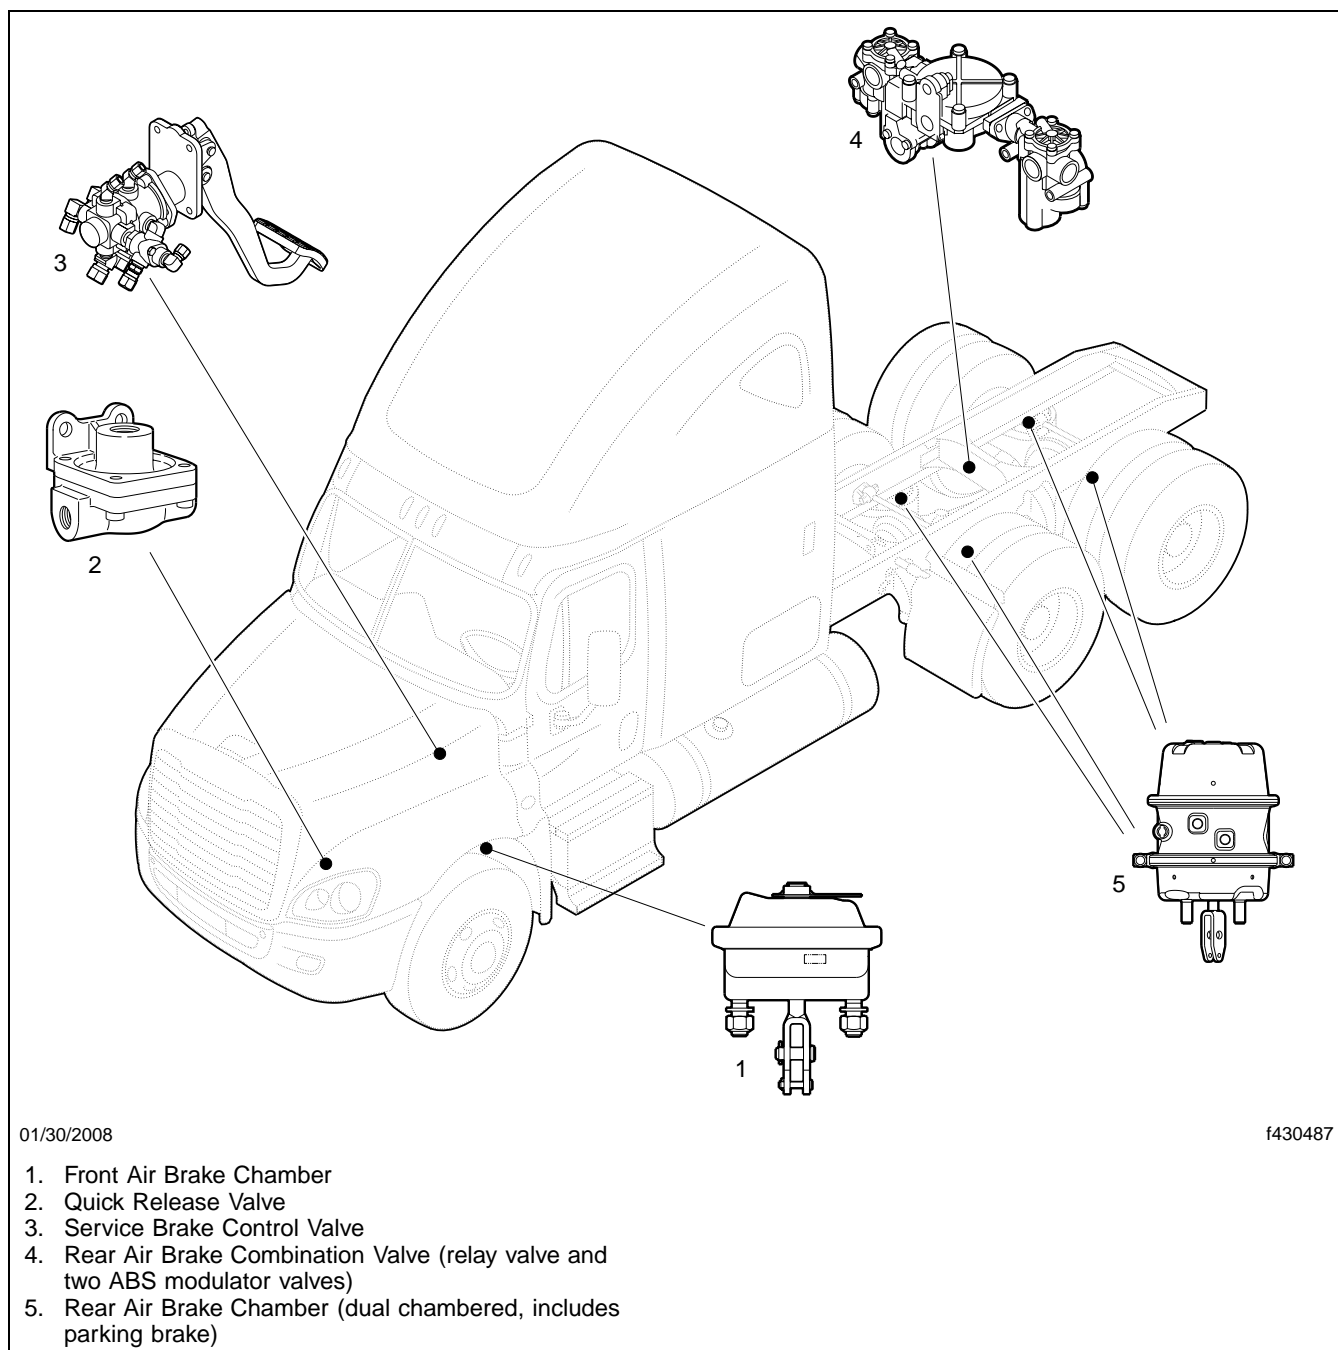 4
3
2
5
1
01/30/2008
f430487
1. Front Air Brake Chamber
2. Quick Release Valve
3. Service Brake Control Valve
4. Rear Air Brake Combination Valve (relay valve and
two ABS modulator valves)
5. Rear Air Brake Chamber (dual chambered, includes
parking brake)